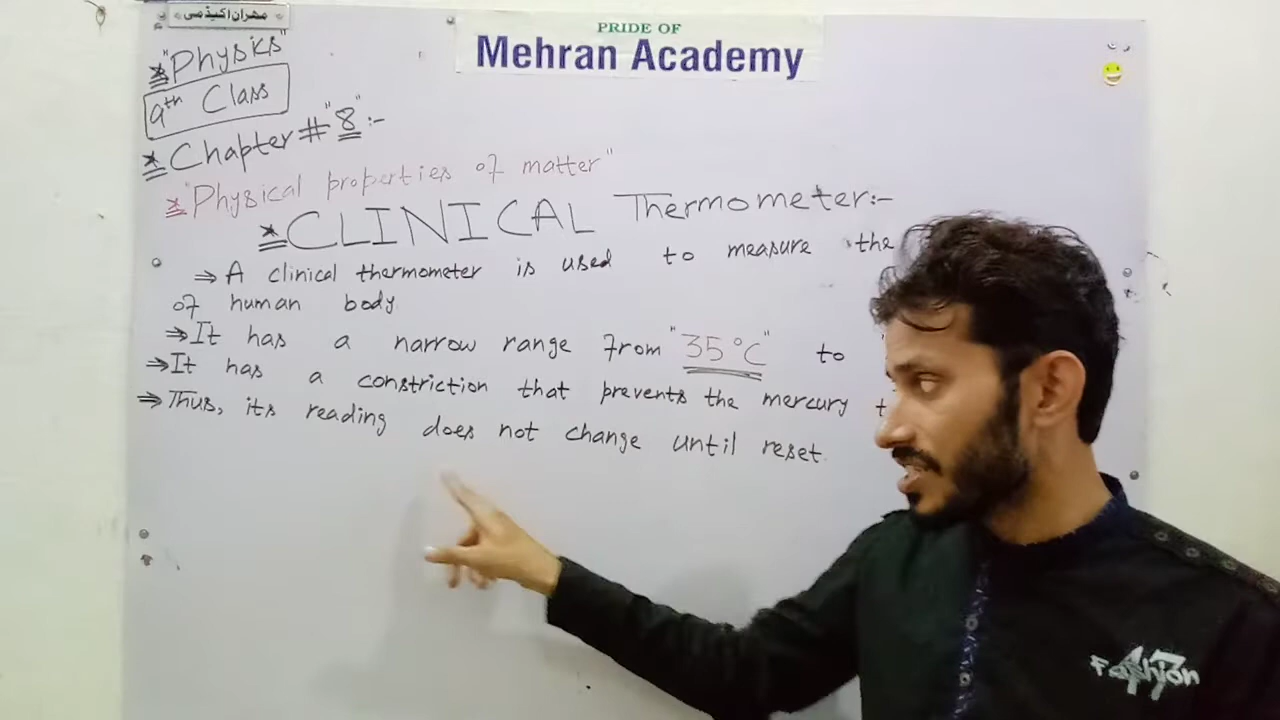 مھران اکیڈمی
PRIDE OF
Mehran Academy
"Physics"
9th Class
Chapter # "8":-
"Physical properties of matter"
CLINICAL Thermometer:-
⇒ A clinical thermometer is used to measure the
of human body.
⇒ It has a narrow range from "35°C" to
⇒ It has a constriction that prevents the mercury
⇒ Thus, its reading does not change until reset.
Fashion